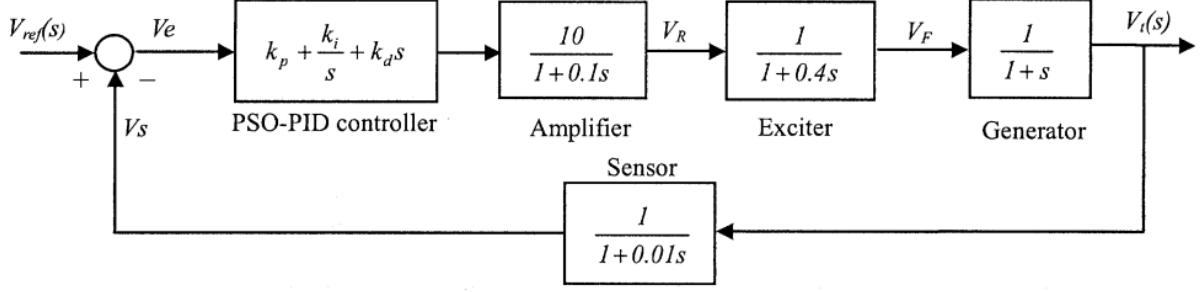 V_ref(s) Ve
+ −
k_p + k_i/s + k_d s
PSO-PID controller
10/(1+0.1s)
Amplifier
V_R
1/(1+0.4s)
Exciter
V_F
1/(1+s)
Generator
V_t(s)
Vs
Sensor
1/(1+0.01s)